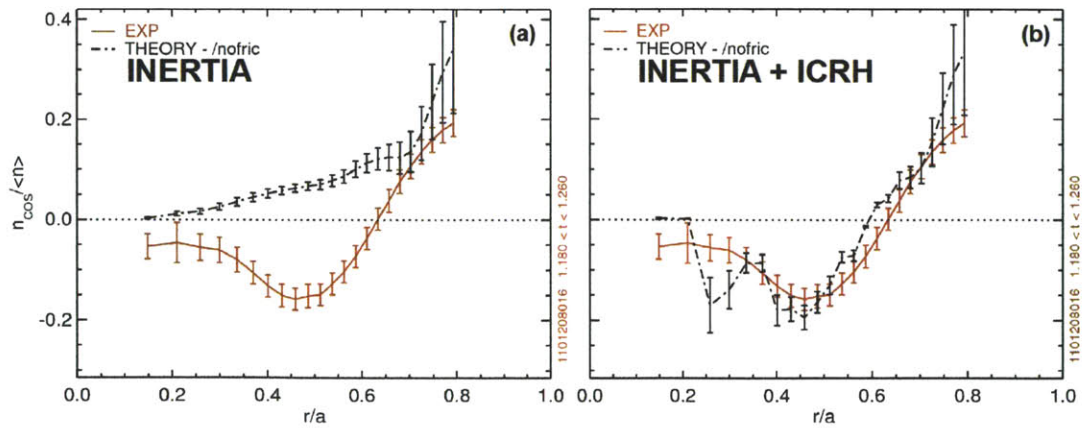 EXP
THEORY - /nofric
INERTIA
(a)
0.4
0.2
0.0
-0.2
n_cos/<n>
0.0
0.2
0.4
0.6
0.8
1.0
r/a
1101208016 1.180 < t < 1.260
EXP
THEORY - /nofric
INERTIA + ICRH
(b)
0.0
0.2
0.4
0.6
0.8
1.0
r/a
1101208016 1.180 < t < 1.260